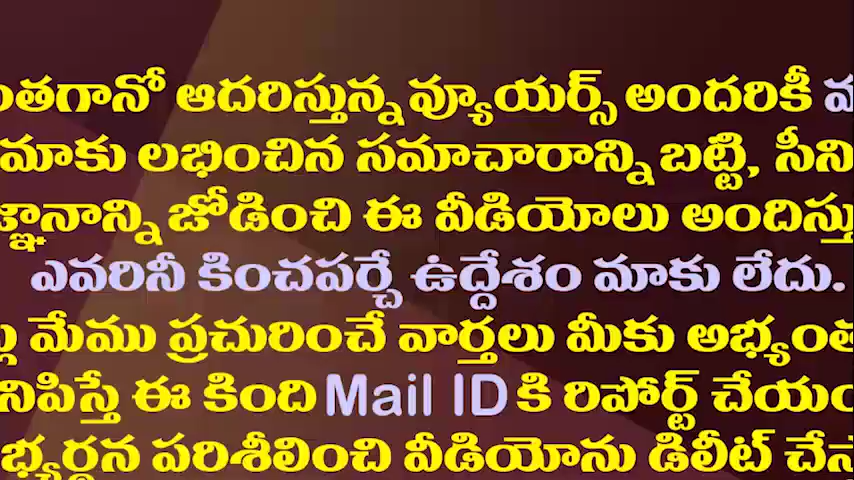 ంతగానో ఆదరిస్తున్న వ్యూయర్స్ అందరికీ
మాకు లభించిన సమాచారాన్ని బట్టి, సీని
జ్ఞానాన్ని జోడించి ఈ వీడియోలు అందిస్తు
ఎవరినీ కించపర్చే ఉద్దేశం మాకు లేదు.
మేము ప్రచురించే వార్తలు మీకు అభ్యంత
నిపిస్తే ఈ కింది Mail ID కి రిపోర్ట్ చేయం
భ్యర్థన పరిశీలించి వీడియోను డిలీట్ చేస